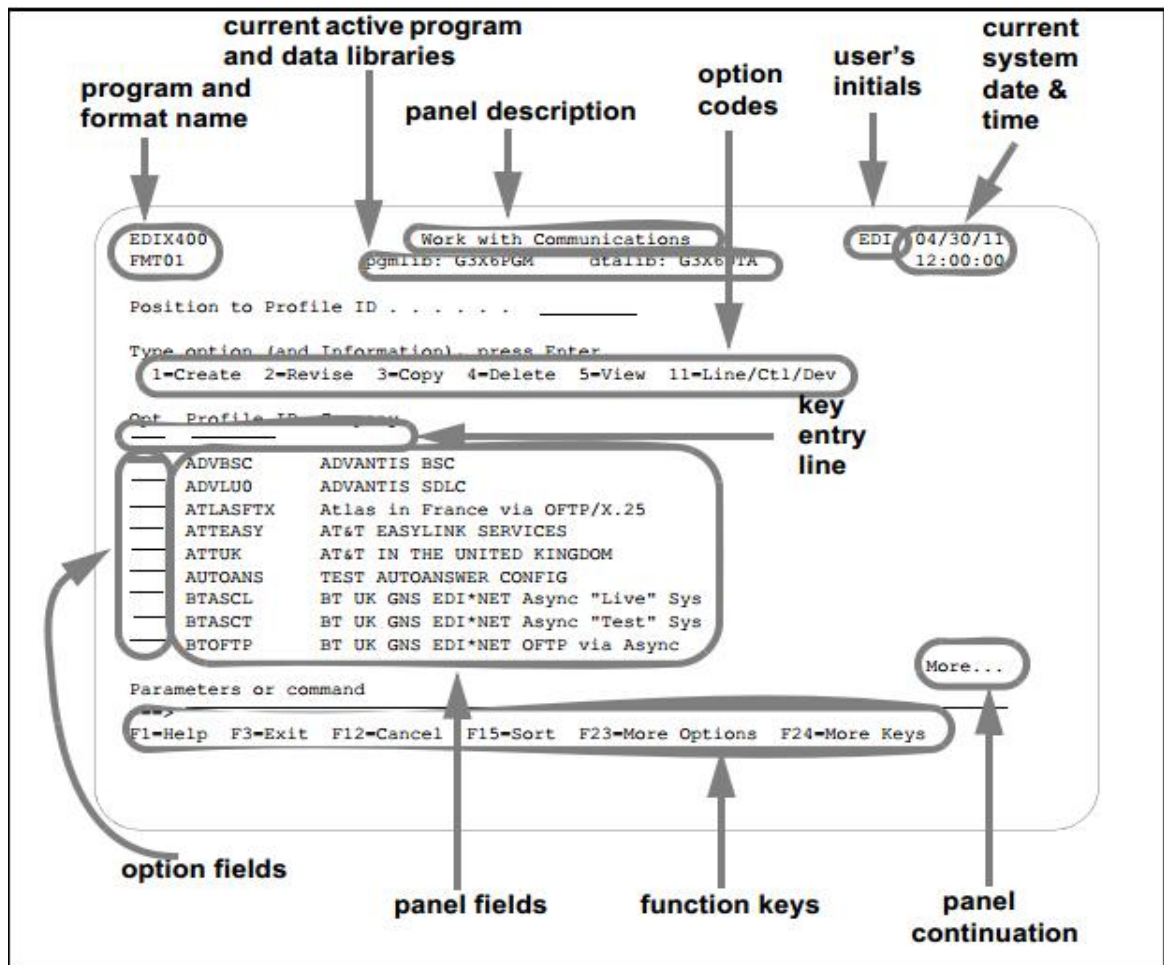 current active program
and data libraries
program and
format name
panel description
option
codes
user's
initials
current
system
date &
time
EDIX400 Work with Communications EDI 04/30/11
FMT01 pgmlib: G3X6PGM dtalib: G3X6DTA 12:00:00
Position to Profile ID . . . . . .
Type option (and Information), press Enter
1=Create 2=Revise 3=Copy 4=Delete 5=View 11=Line/Ctl/Dev
Opt Profile ID Company
key
entry
line
ADVBSC ADVANTIS BSC
ADVLU0 ADVANTIS SDLC
ATLASFTX Atlas in France via OFTP/X.25
ATTEASY AT&T EASYLINK SERVICES
ATTUK AT&T IN THE UNITED KINGDOM
AUTOANS TEST AUTOANSWER CONFIG
BTASCL BT UK GNS EDI*NET Async "Live" Sys
BTASCT BT UK GNS EDI*NET Async "Test" Sys
BTOFTP BT UK GNS EDI*NET OFTP via Async
More...
Parameters or command
==>
F1=Help F3=Exit F12=Cancel F15=Sort F23=More Options F24=More Keys
option fields
panel fields
function keys
panel
continuation